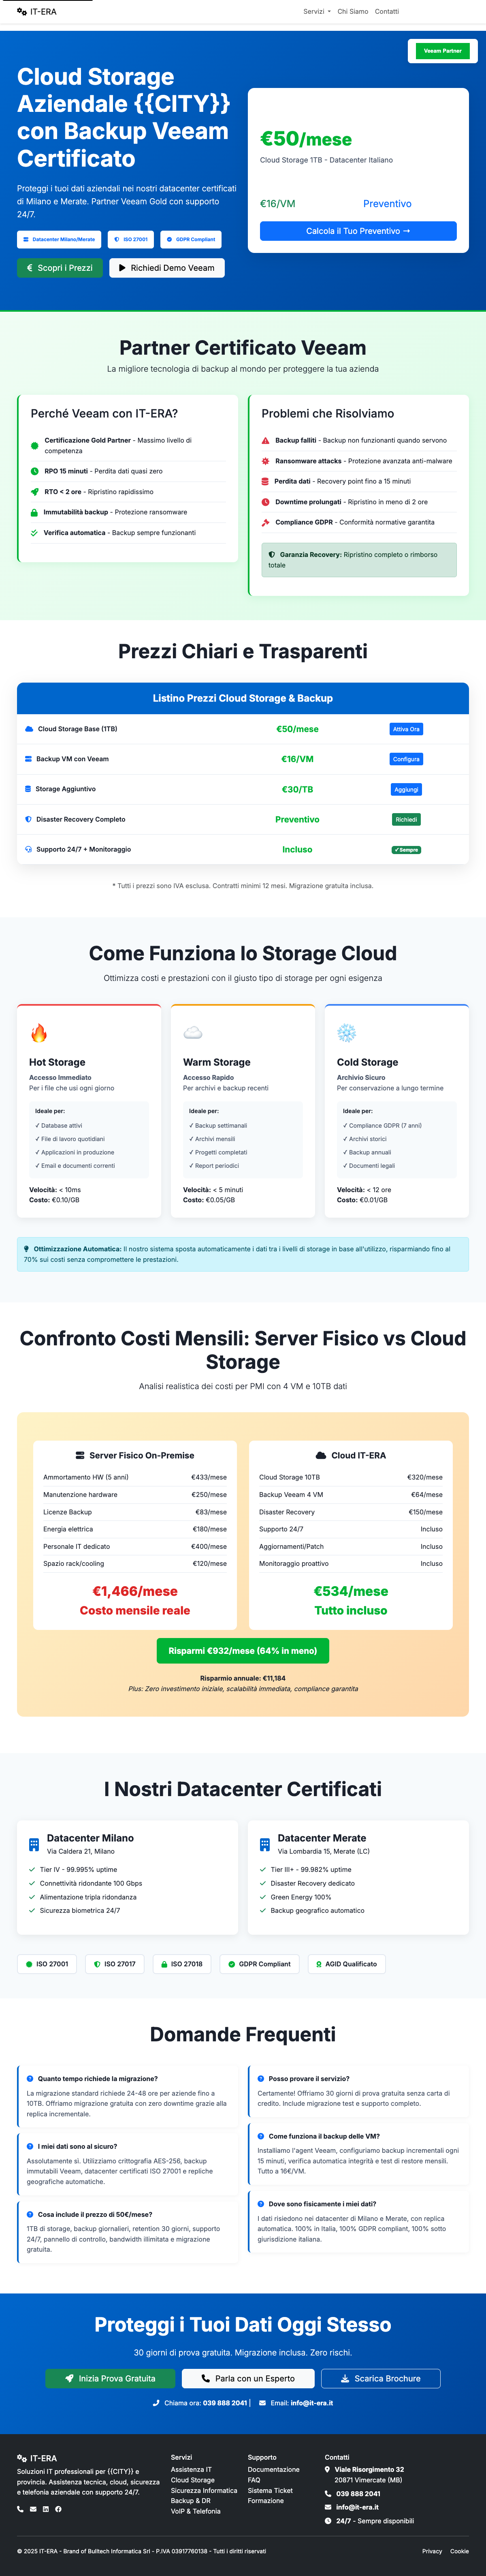 IT-ERA
Servizi
Chi Siamo
Contatti
Veeam Partner
Cloud Storage
Aziendale {{CITY}}
con Backup Veeam
Certificato
Proteggi i tuoi dati aziendali nei nostri datacenter certificati
di Milano e Merate. Partner Veeam Gold con supporto
24/7.
Datacenter Milano/Merate
ISO 27001
GDPR Compliant
Scopri i Prezzi
Richiedi Demo Veeam
€50/mese
Cloud Storage 1TB - Datacenter Italiano
€16/VM
Preventivo
Calcola il Tuo Preventivo →
Partner Certificato Veeam
La migliore tecnologia di backup al mondo per proteggere la tua azienda
Perché Veeam con IT-ERA?
Certificazione Gold Partner - Massimo livello di
competenza
RPO 15 minuti - Perdita dati quasi zero
RTO < 2 ore - Ripristino rapidissimo
Immutabilità backup - Protezione ransomware
Verifica automatica - Backup sempre funzionanti
Problemi che Risolviamo
Backup falliti - Backup non funzionanti quando servono
Ransomware attacks - Protezione avanzata anti-malware
Perdita dati - Recovery point fino a 15 minuti
Downtime prolungati - Ripristino in meno di 2 ore
Compliance GDPR - Conformità normative garantita
Garanzia Recovery: Ripristino completo o rimborso
totale
Prezzi Chiari e Trasparenti
Listino Prezzi Cloud Storage & Backup
Cloud Storage Base (1TB)
€50/mese
Attiva Ora
Backup VM con Veeam
€16/VM
Configura
Storage Aggiuntivo
€30/TB
Aggiungi
Disaster Recovery Completo
Preventivo
Richiedi
Supporto 24/7 + Monitoraggio
Incluso
✓ Sempre
* Tutti i prezzi sono IVA esclusa. Contratti minimi 12 mesi. Migrazione gratuita inclusa.
Come Funziona lo Storage Cloud
Ottimizza costi e prestazioni con il giusto tipo di storage per ogni esigenza
Hot Storage
Accesso Immediato
Per i file che usi ogni giorno
Ideale per:
✓ Database attivi
✓ File di lavoro quotidiani
✓ Applicazioni in produzione
✓ Email e documenti correnti
Velocità: < 10ms
Costo: €0.10/GB
Warm Storage
Accesso Rapido
Per archivi e backup recenti
Ideale per:
✓ Backup settimanali
✓ Archivi mensili
✓ Progetti completati
✓ Report periodici
Velocità: < 5 minuti
Costo: €0.05/GB
Cold Storage
Archivio Sicuro
Per conservazione a lungo termine
Ideale per:
✓ Compliance GDPR (7 anni)
✓ Archivi storici
✓ Backup annuali
✓ Documenti legali
Velocità: < 12 ore
Costo: €0.01/GB
Ottimizzazione Automatica: Il nostro sistema sposta automaticamente i dati tra i livelli di storage in base all'utilizzo, risparmiando fino al
70% sui costi senza compromettere le prestazioni.
Confronto Costi Mensili: Server Fisico vs Cloud
Storage
Analisi realistica dei costi per PMI con 4 VM e 10TB dati
Server Fisico On-Premise
Ammortamento HW (5 anni)
€433/mese
Manutenzione hardware
€250/mese
Licenze Backup
€83/mese
Energia elettrica
€180/mese
Personale IT dedicato
€400/mese
Spazio rack/cooling
€120/mese
€1,466/mese
Costo mensile reale
Cloud IT-ERA
Cloud Storage 10TB
€320/mese
Backup Veeam 4 VM
€64/mese
Disaster Recovery
€150/mese
Supporto 24/7
Incluso
Aggiornamenti/Patch
Incluso
Monitoraggio proattivo
Incluso
€534/mese
Tutto incluso
Risparmi €932/mese (64% in meno)
Risparmio annuale: €11,184
Plus: Zero investimento iniziale, scalabilità immediata, compliance garantita
I Nostri Datacenter Certificati
Datacenter Milano
Via Caldera 21, Milano
Tier IV - 99.995% uptime
Connettività ridondante 100 Gbps
Alimentazione tripla ridondanza
Sicurezza biometrica 24/7
Datacenter Merate
Via Lombardia 15, Merate (LC)
Tier III+ - 99.982% uptime
Disaster Recovery dedicato
Green Energy 100%
Backup geografico automatico
ISO 27001
ISO 27017
ISO 27018
GDPR Compliant
AGID Qualificato
Domande Frequenti
Quanto tempo richiede la migrazione?
La migrazione standard richiede 24-48 ore per aziende fino a
10TB. Offriamo migrazione gratuita con zero downtime grazie alla
replica incrementale.
I miei dati sono al sicuro?
Assolutamente sì. Utilizziamo crittografia AES-256, backup
immutabili Veeam, datacenter certificati ISO 27001 e repliche
geografiche automatiche.
Cosa include il prezzo di 50€/mese?
1TB di storage, backup giornalieri, retention 30 giorni, supporto
24/7, pannello di controllo, bandwidth illimitata e migrazione
gratuita.
Posso provare il servizio?
Certamente! Offriamo 30 giorni di prova gratuita senza carta di
credito. Include migrazione test e supporto completo.
Come funziona il backup delle VM?
Installiamo l'agent Veeam, configuriamo backup incrementali ogni
15 minuti, verifica automatica integrità e test di restore mensili.
Tutto a 16€/VM.
Dove sono fisicamente i miei dati?
I dati risiedono nei datacenter di Milano e Merate, con replica
automatica. 100% in Italia, 100% GDPR compliant, 100% sotto
giurisdizione italiana.
Proteggi i Tuoi Dati Oggi Stesso
30 giorni di prova gratuita. Migrazione inclusa. Zero rischi.
Inizia Prova Gratuita
Parla con un Esperto
Scarica Brochure
Chiama ora: 039 888 2041 |
Email: info@it-era.it
IT-ERA
Soluzioni IT professionali per {{CITY}} e
provincia. Assistenza tecnica, cloud, sicurezza
e telefonia aziendale con supporto 24/7.
Servizi
Assistenza IT
Cloud Storage
Sicurezza Informatica
Backup & DR
VoIP & Telefonia
Supporto
Documentazione
FAQ
Sistema Ticket
Formazione
Contatti
Viale Risorgimento 32
20871 Vimercate (MB)
039 888 2041
info@it-era.it
24/7 - Sempre disponibili
© 2025 IT-ERA - Brand of Bulltech Informatica Srl - P.IVA 03917760138 - Tutti i diritti riservati
Privacy
Cookie